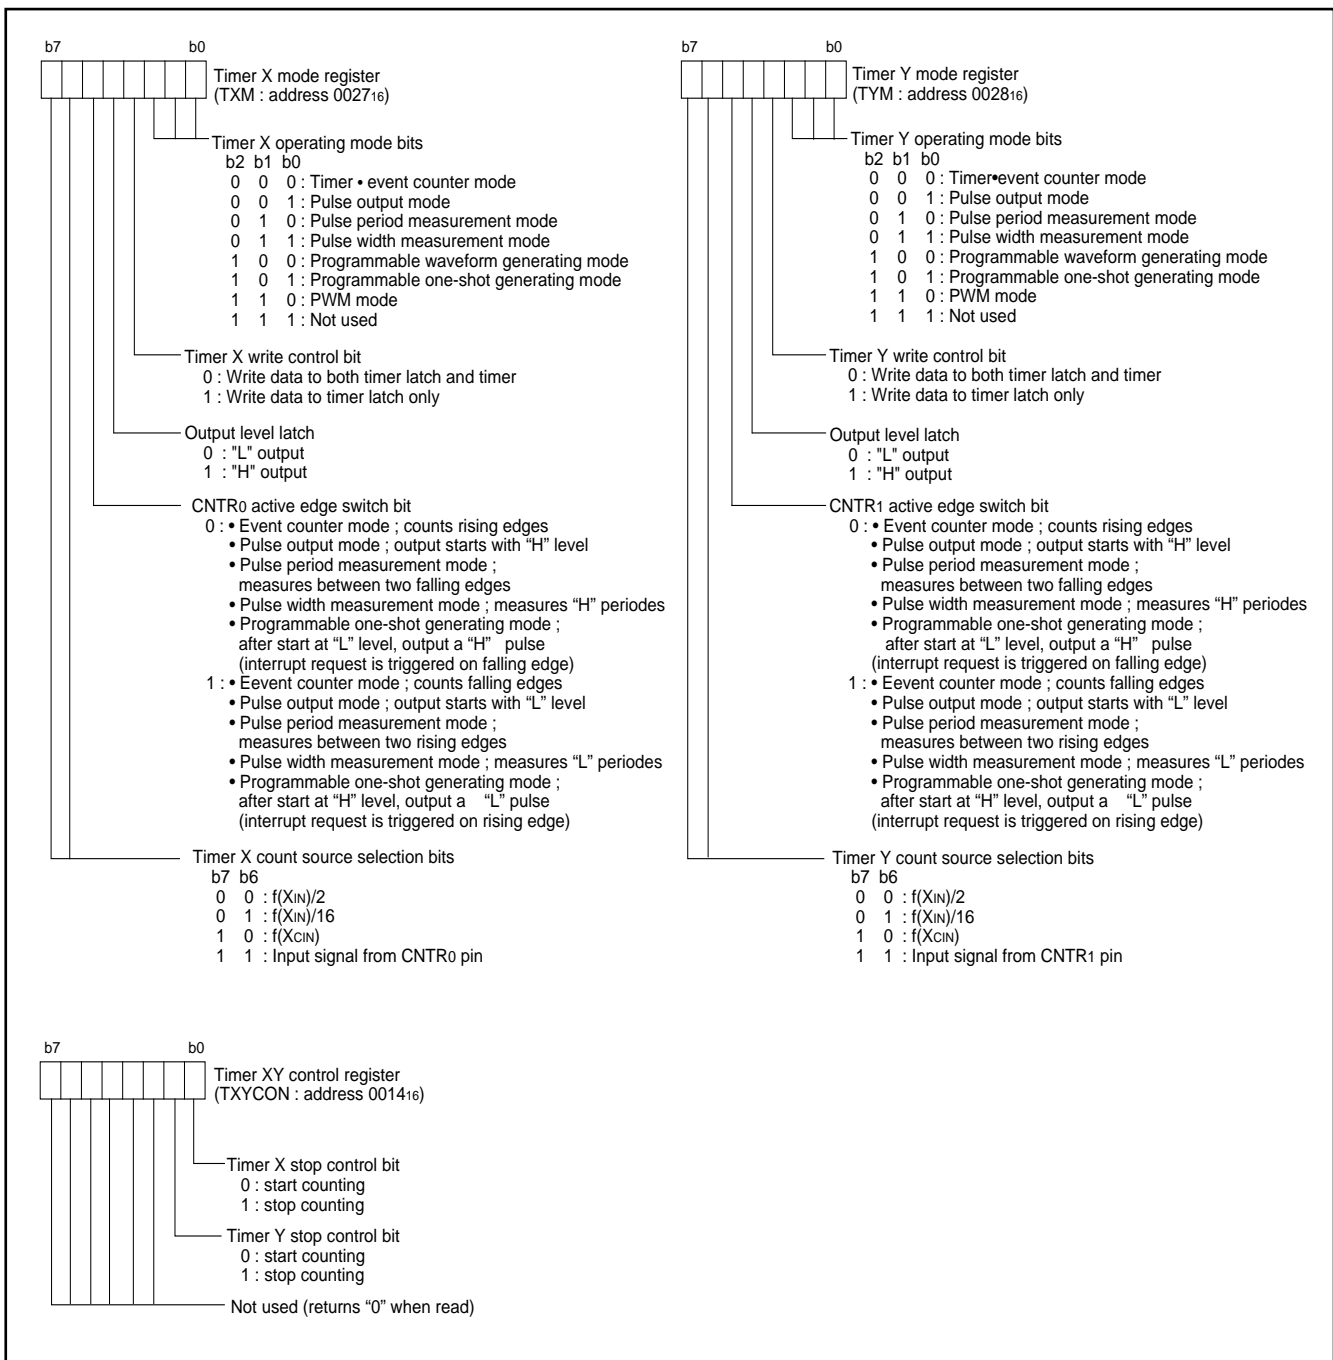 b7 b0
Timer X mode register
(TXM : address 002716)
Timer X operating mode bits
b2 b1 b0
0 0 0 : Timer • event counter mode
0 0 1 : Pulse output mode
0 1 0 : Pulse period measurement mode
0 1 1 : Pulse width measurement mode
1 0 0 : Programmable waveform generating mode
1 0 1 : Programmable one-shot generating mode
1 1 0 : PWM mode
1 1 1 : Not used
Timer X write control bit
0 : Write data to both timer latch and timer
1 : Write data to timer latch only
Output level latch
0 : "L" output
1 : "H" output
CNTR0 active edge switch bit
0 : • Eevent counter mode ; counts rising edges
• Pulse output mode ; output starts with “H” level
• Pulse period measurement mode ;
measures between two falling edges
• Pulse width measurement mode ; measures “H” periodes
• Programmable one-shot generating mode ;
after start at “L” level, output a “H” pulse
(interrupt request is triggered on falling edge)
1 : • Eevent counter mode ; counts falling edges
• Pulse output mode ; output starts with “L” level
• Pulse period measurement mode ;
measures between two rising edges
• Pulse width measurement mode ; measures “L” periodes
• Programmable one-shot generating mode ;
after start at “H” level, output a “L” pulse
(interrupt request is triggered on rising edge)
Timer X count source selection bits
b7 b6
0 0 : f(XIN)/2
0 1 : f(XIN)/16
1 0 : f(XCIN)
1 1 : Input signal from CNTR0 pin
b7 b0
Timer Y mode register
(TYM : address 002816)
Timer Y operating mode bits
b2 b1 b0
0 0 0 : Timer•event counter mode
0 0 1 : Pulse output mode
0 1 0 : Pulse period measurement mode
0 1 1 : Pulse width measurement mode
1 0 0 : Programmable waveform generating mode
1 0 1 : Programmable one-shot generating mode
1 1 0 : PWM mode
1 1 1 : Not used
Timer Y write control bit
0 : Write data to both timer latch and timer
1 : Write data to timer latch only
Output level latch
0 : "L" output
1 : "H" output
CNTR1 active edge switch bit
0 : • Eevent counter mode ; counts rising edges
• Pulse output mode ; output starts with “H” level
• Pulse period measurement mode ;
measures between two falling edges
• Pulse width measurement mode ; measures “H” periodes
• Programmable one-shot generating mode ;
after start at “L” level, output a “H” pulse
(interrupt request is triggered on falling edge)
1 : • Eevent counter mode ; counts falling edges
• Pulse output mode ; output starts with “L” level
• Pulse period measurement mode ;
measures between two rising edges
• Pulse width measurement mode ; measures “L” periodes
• Programmable one-shot generating mode ;
after start at “H” level, output a “L” pulse
(interrupt request is triggered on rising edge)
Timer Y count source selection bits
b7 b6
0 0 : f(XIN)/2
0 1 : f(XIN)/16
1 0 : f(XCIN)
1 1 : Input signal from CNTR1 pin
b7 b0
Timer XY control register
(TXYCON : address 001416)
Timer X stop control bit
0 : start counting
1 : stop counting
Timer Y stop control bit
0 : start counting
1 : stop counting
Not used (returns “0” when read)